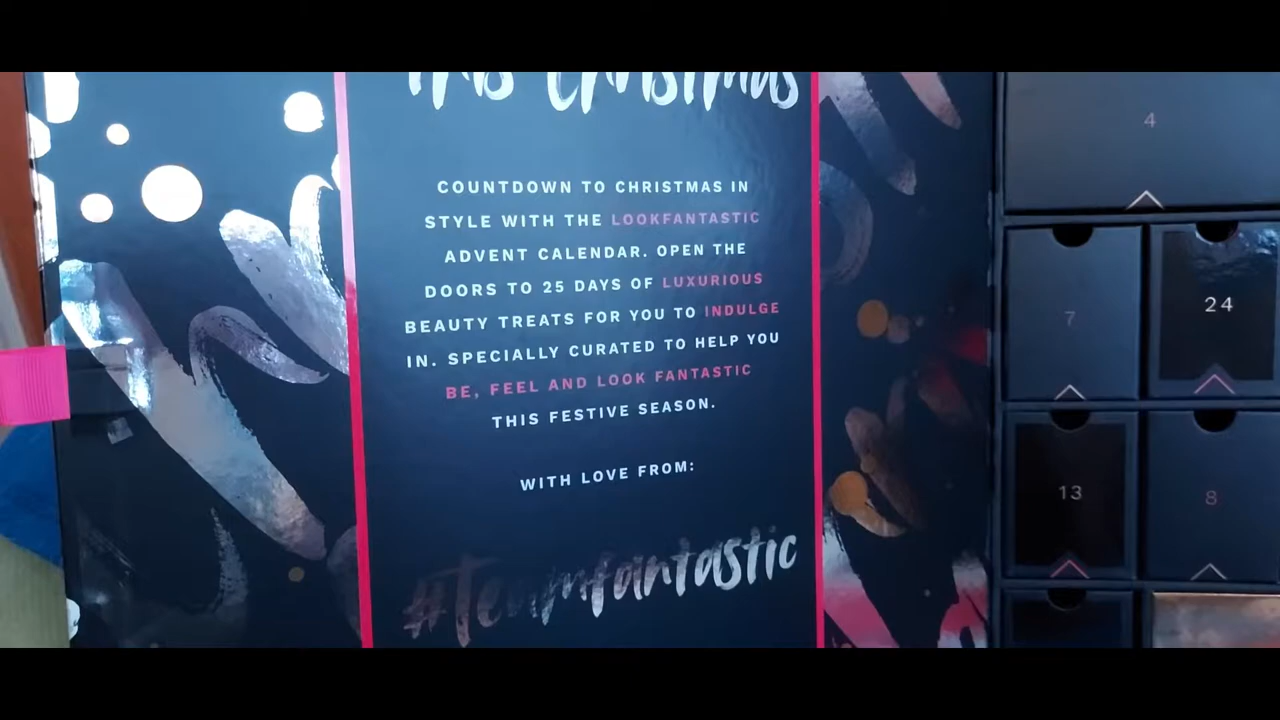 This Christmas
COUNTDOWN TO CHRISTMAS IN
STYLE WITH THE LOOKFANTASTIC
ADVENT CALENDAR. OPEN THE
DOORS TO 25 DAYS OF LUXURIOUS
BEAUTY TREATS FOR YOU TO INDULGE
IN. SPECIALLY CURATED TO HELP YOU
BE, FEEL AND LOOK FANTASTIC
THIS FESTIVE SEASON.
WITH LOVE FROM:
#Teamfantastic
4
7
24
13
8